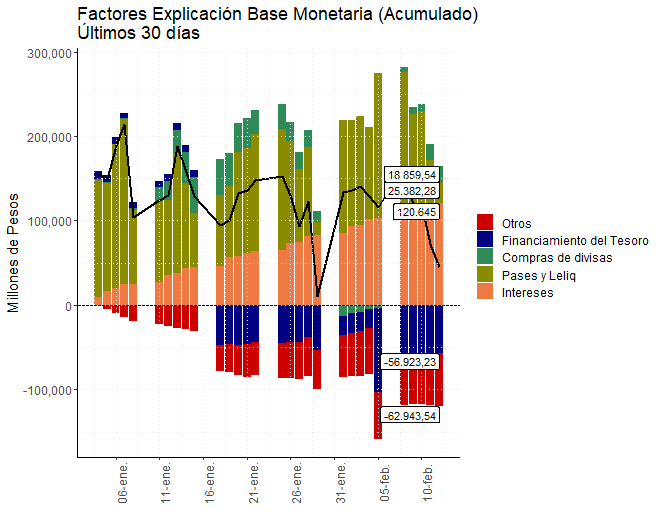 Factores Explicación Base Monetaria (Acumulado)
Últimos 30 días
Millones de Pesos
300,000
200,000
100,000
0
-100,000
18.859,54
25.382,28
120.645
-56.923,23
-62.943,54
06-ene.
11-ene.
16-ene.
21-ene.
26-ene.
31-ene.
05-feb.
10-feb.
Otros
Financiamiento del Tesoro
Compras de divisas
Pases y Leliq
Intereses